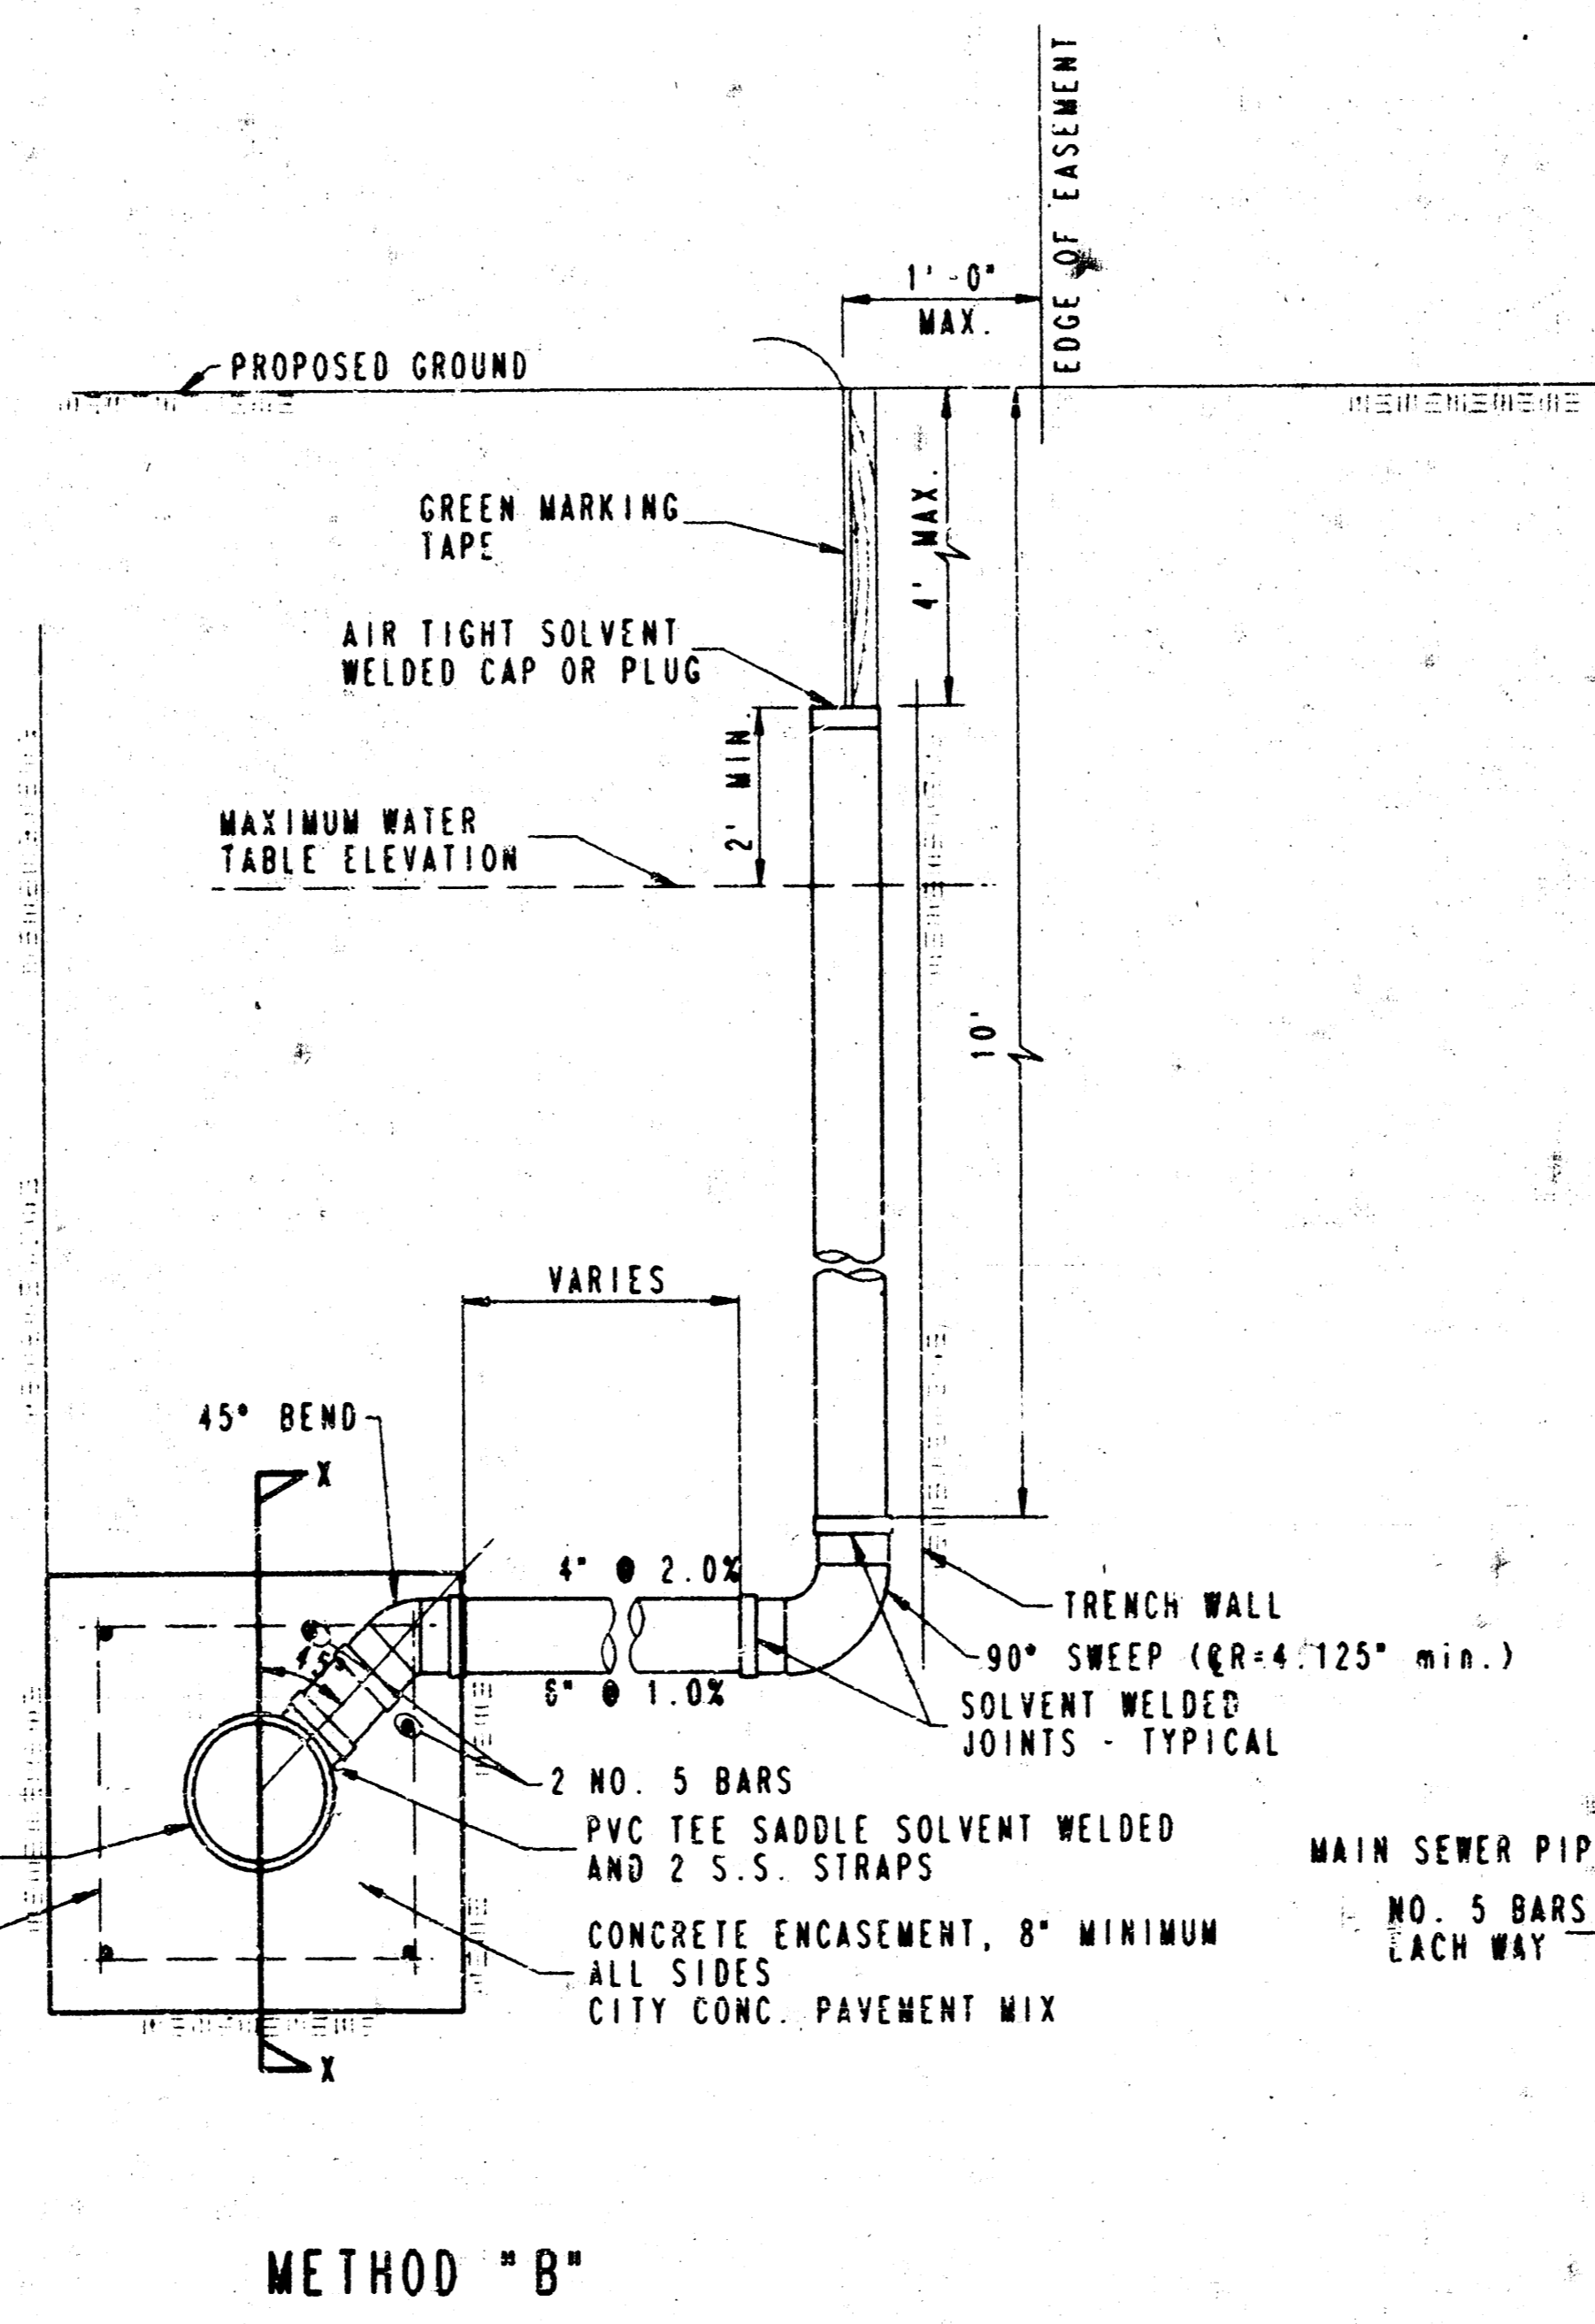 EDGE OF EASEMENT
1'-0"
MAX.
PROPOSED GROUND
GREEN MARKING
TAPE
4' MAX.
AIR TIGHT SOLVENT
WELDED CAP OR PLUG
2' MIN.
MAXIMUM WATER
TABLE ELEVATION
10'
VARIES
45° BEND
X
4" @ 2.0%
45°
6" @ 1.0%
TRENCH WALL
90° SWEEP (℄R=4.125" min.)
SOLVENT WELDED
JOINTS - TYPICAL
2 NO. 5 BARS
PVC TEE SADDLE SOLVENT WELDED
AND 2 S.S. STRAPS
MAIN SEWER PIP
NO. 5 BARS
EACH WAY
CONCRETE ENCASEMENT, 8" MINIMUM
ALL SIDES
CITY CONC. PAVEMENT MIX
X
METHOD "B"